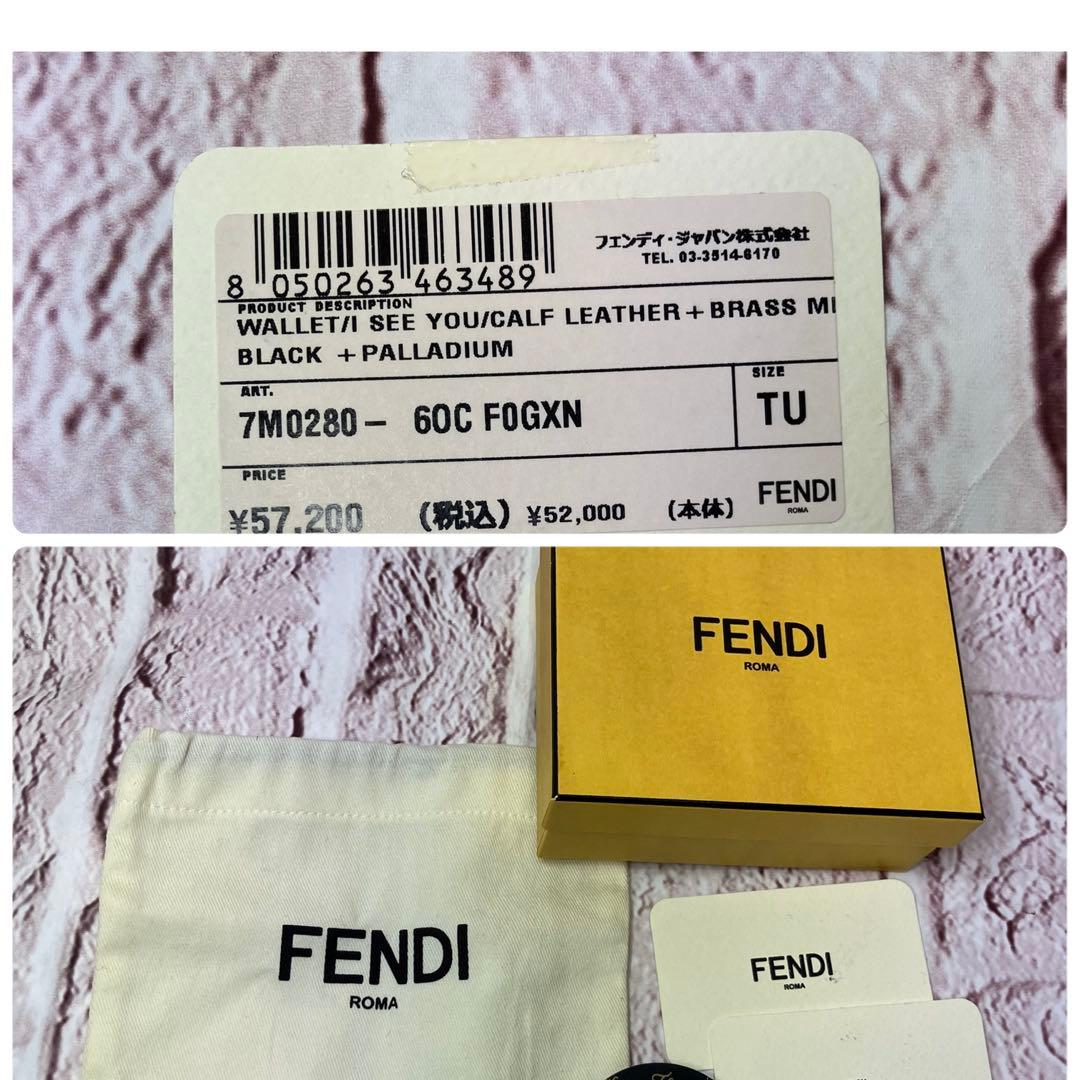 フェンディ・ジャパン株式会社
TEL. 03-3514-6170
8 050263 463489
PRODUCT DESCRIPTION
WALLET/I SEE YOU/CALF LEATHER+BRASS
BLACK +PALLADIUM
ART.
7M0280- 60C F0GXN
SIZE
TU
PRICE
¥57,200 (税込) ¥52,000 (本体)
FENDI
ROMA
FENDI
ROMA
FENDI
ROMA
FENDI
ROMA